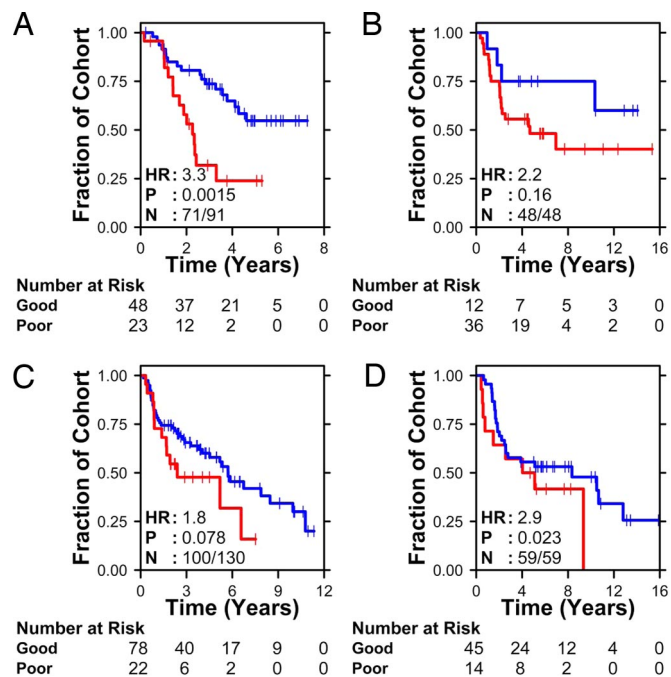 A
Fraction of Cohort
1.00
0.75
0.50
0.25
0.00
HR: 3.3
P : 0.0015
N : 71/91
0 2 4 6 8
Time (Years)
Number at Risk
Good 48 37 21 5 0
Poor 23 12 2 0 0
B
Fraction of Cohort
1.00
0.75
0.50
0.25
0.00
HR: 2.2
P : 0.16
N : 48/48
0 4 8 12 16
Time (Years)
Number at Risk
Good 12 7 5 3 0
Poor 36 19 4 2 0
C
Fraction of Cohort
1.00
0.75
0.50
0.25
0.00
HR: 1.8
P : 0.078
N : 100/130
0 3 6 9 12
Time (Years)
Number at Risk
Good 78 40 17 9 0
Poor 22 6 2 0 0
D
Fraction of Cohort
1.00
0.75
0.50
0.25
0.00
HR: 2.9
P : 0.023
N : 59/59
0 4 8 12 16
Time (Years)
Number at Risk
Good 45 24 12 4 0
Poor 14 8 2 0 0